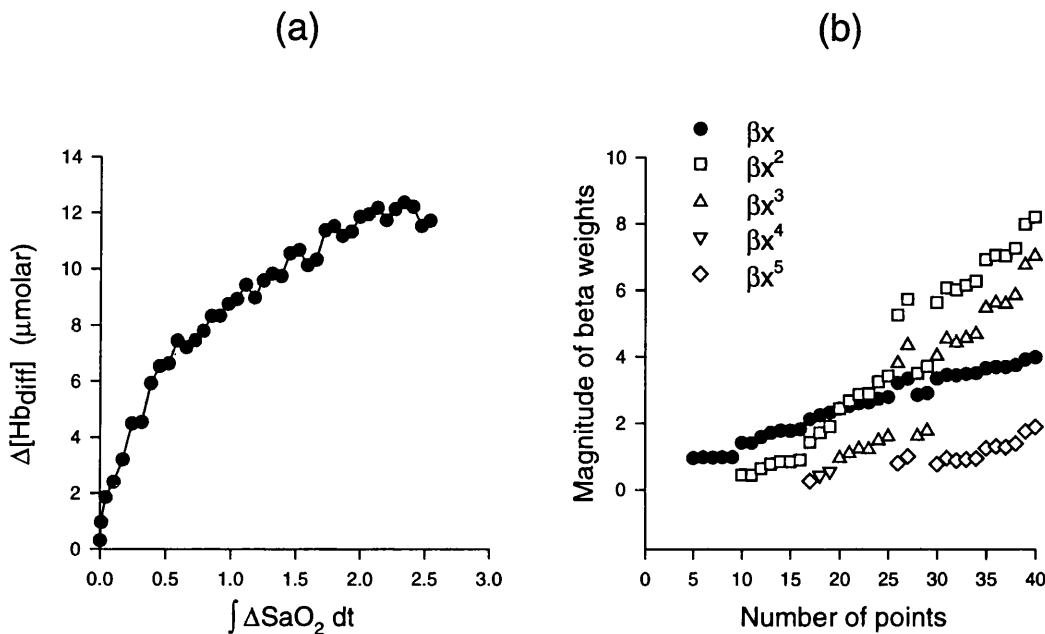 (a)
Δ[Hbdiff] (μmolar)
14
12
10
8
6
4
2
0
0.0 0.5 1.0 1.5 2.0 2.5 3.0
∫ ΔSaO₂ dt
(b)
βx
βx²
βx³
βx⁴
βx⁵
Magnitude of beta weights
10
8
6
4
2
0
0 5 10 15 20 25 30 35 40
Number of points